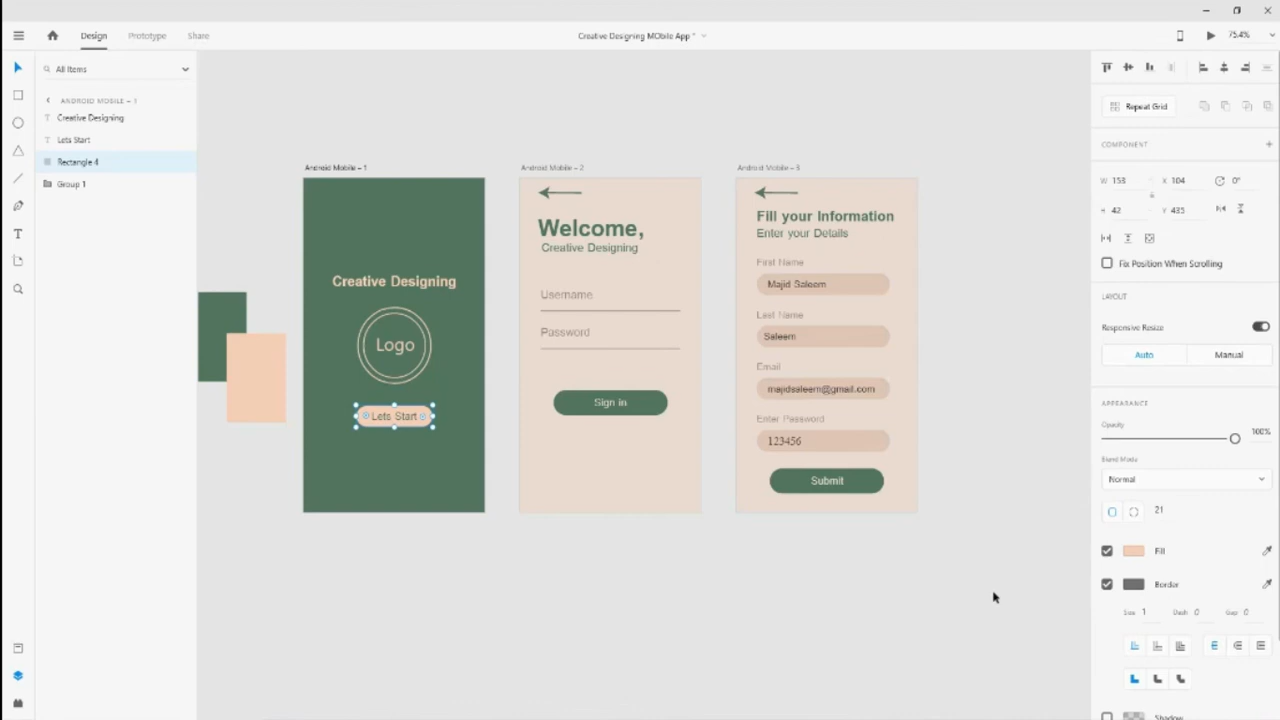 Design
Prototype
Share
Creative Designing MObile App *
75.4%
All Items
ANDROID MOBILE – 1
Creative Designing
Lets Start
Rectangle 4
Group 1
Android Mobile – 1
Creative Designing
Logo
Lets Start
Android Mobile – 2
Welcome,
Creative Designing
Username
Password
Sign in
Android Mobile – 3
Fill your Information
Enter your Details
First Name
Majid Saleem
Last Name
Saleem
Email
majidsaleem@gmail.com
Enter Password
123456
Submit
Repeat Grid
COMPONENT
W 153 X 104 0°
H 42 Y 435
Fix Position When Scrolling
LAYOUT
Responsive Resize
Auto Manual
APPEARANCE
Opacity
100%
Blend Mode
Normal
21
Fill
Border
Size 1 Dash 0 Gap 0
Shadow